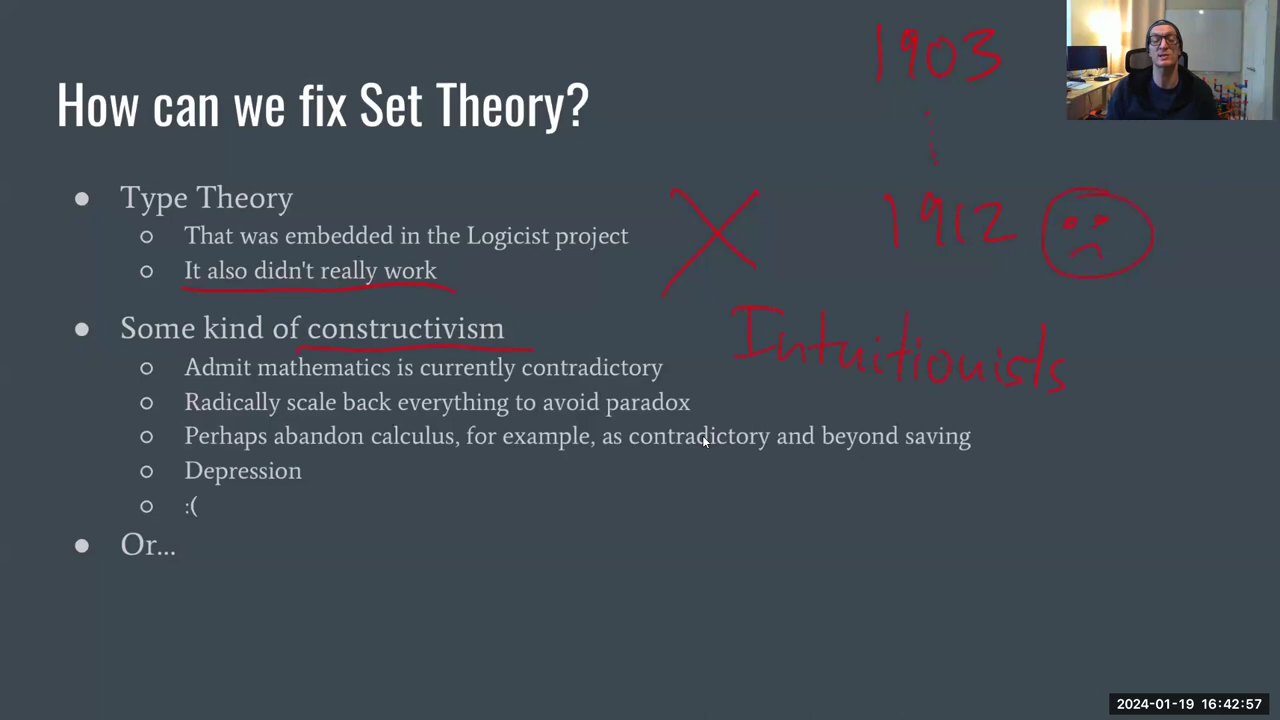 1903
How can we fix Set Theory?
Type Theory
That was embedded in the Logicist project
1912
It also didn't really work
Some kind of constructivism
Intuitionists
Admit mathematics is currently contradictory
Radically scale back everything to avoid paradox
Perhaps abandon calculus, for example, as contradictory and beyond saving
Depression
:(
Or...
2024-01-19 16:42:57